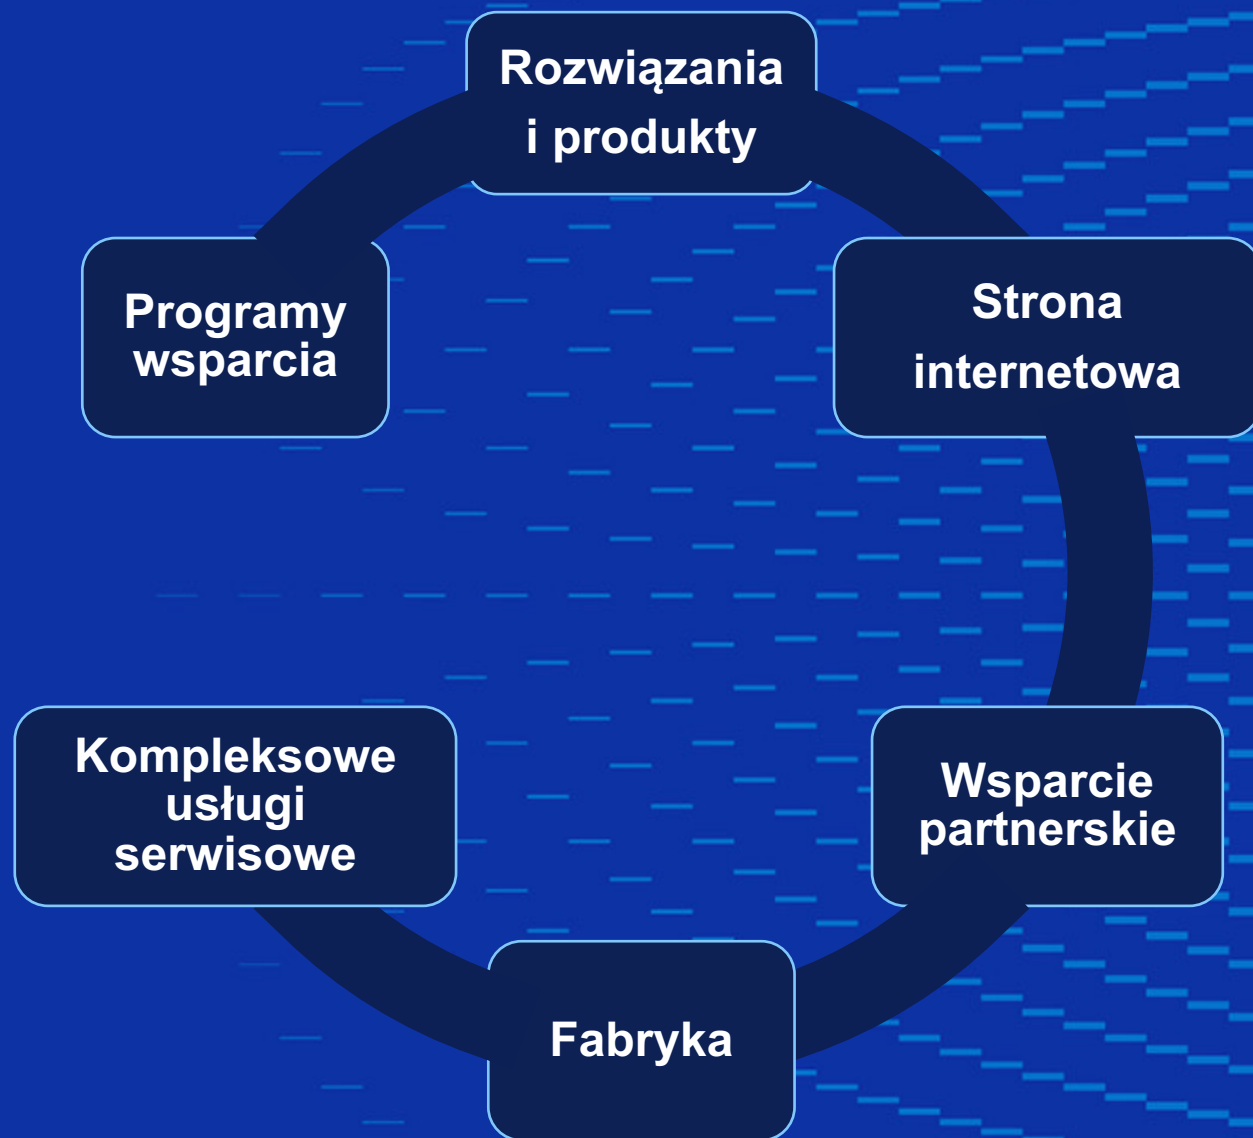 Rozwiązania
i produkty
Programy
wsparcia
Strona
internetowa
Kompleksowe
usługi
serwisowe
Wsparcie
partnerskie
Fabryka